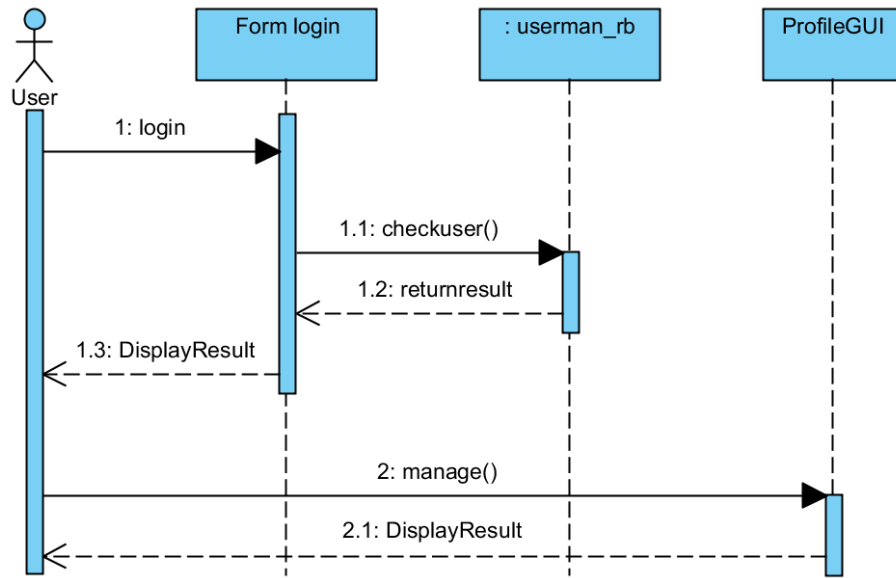 Form login
: userman_rb
ProfileGUI
User
1: login
1.1: checkuser()
1.2: returnresult
1.3: DisplayResult
2: manage()
2.1: DisplayResult